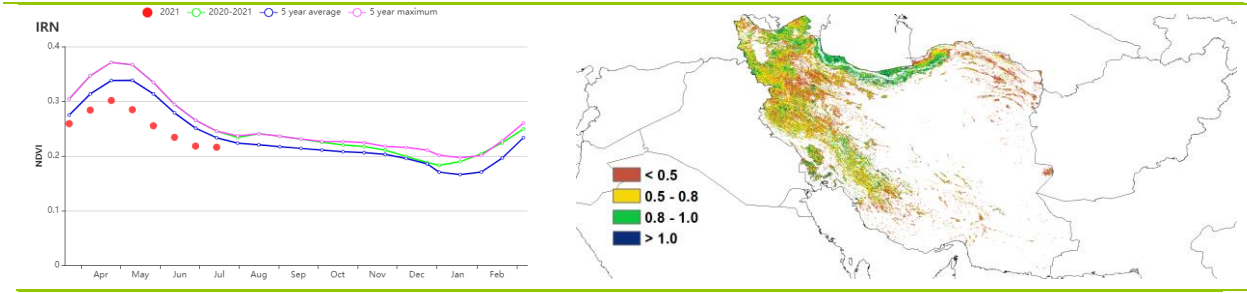 2021 2020-2021 5 year average 5 year maximum
IRN
0.4
0.3
0.2
0.1
0
NDVI
Apr May Jun Jul Aug Sep Oct Nov Dec Jan Feb
< 0.5
0.5 - 0.8
0.8 - 1.0
> 1.0